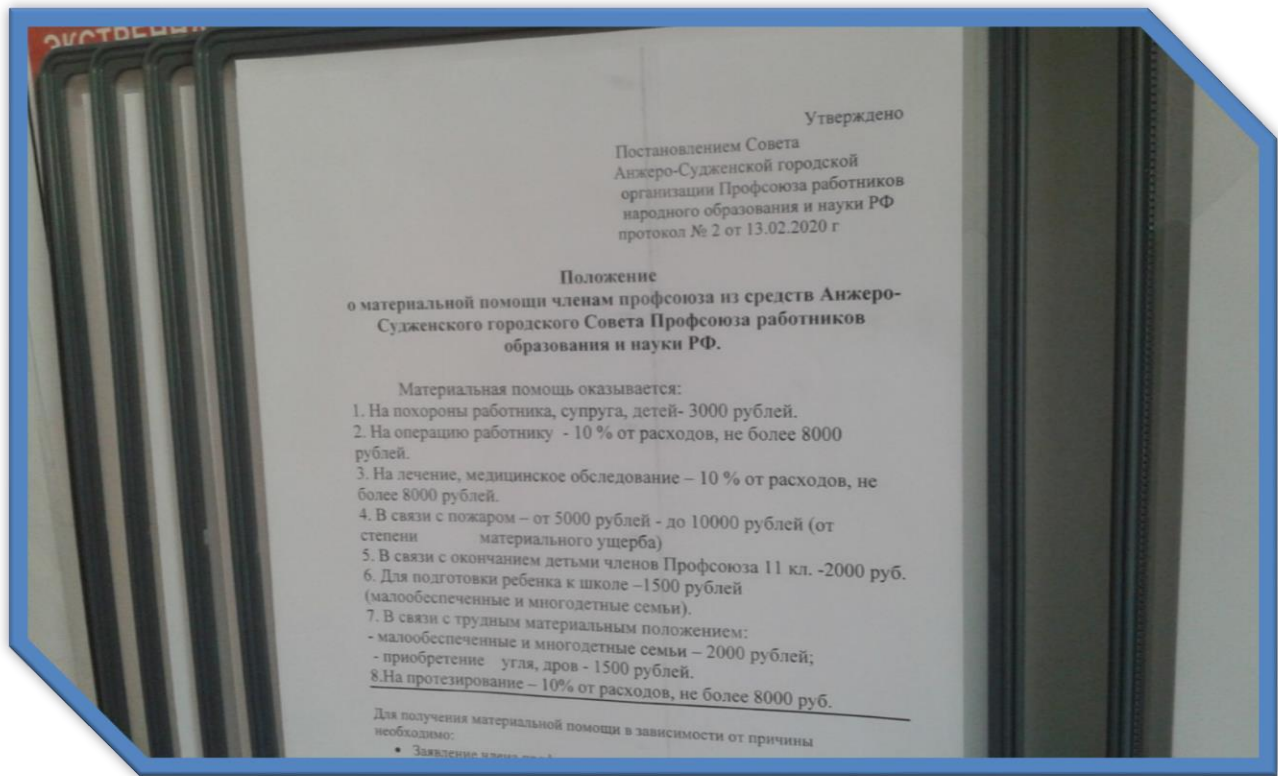 Утверждено
Постановлением Совета
Анжеро-Судженской городской
организации Профсоюза работников
народного образования и науки РФ
протокол № 2 от 13.02.2020 г
Положение
о материальной помощи членам профсоюза из средств Анжеро-
Судженского городского Совета Профсоюза работников
образования и науки РФ.
Материальная помощь оказывается:
1. На похороны работника, супруга, детей- 3000 рублей.
2. На операцию работнику - 10 % от расходов, не более 8000
рублей.
3. На лечение, медицинское обследование – 10 % от расходов, не
более 8000 рублей.
4. В связи с пожаром – от 5000 рублей - до 10000 рублей (от
степени материального ущерба)
5. В связи с окончанием детьми членов Профсоюза 11 кл. -2000 руб.
6. Для подготовки ребенка к школе –1500 рублей
(малообеспеченные и многодетные семьи).
7. В связи с трудным материальным положением:
- малообеспеченные и многодетные семьи – 2000 рублей;
- приобретение угля, дров - 1500 рублей.
8.На протезирование – 10% от расходов, не более 8000 руб.
Для получения материальной помощи в зависимости от причины
необходимо:
• Заявление члена